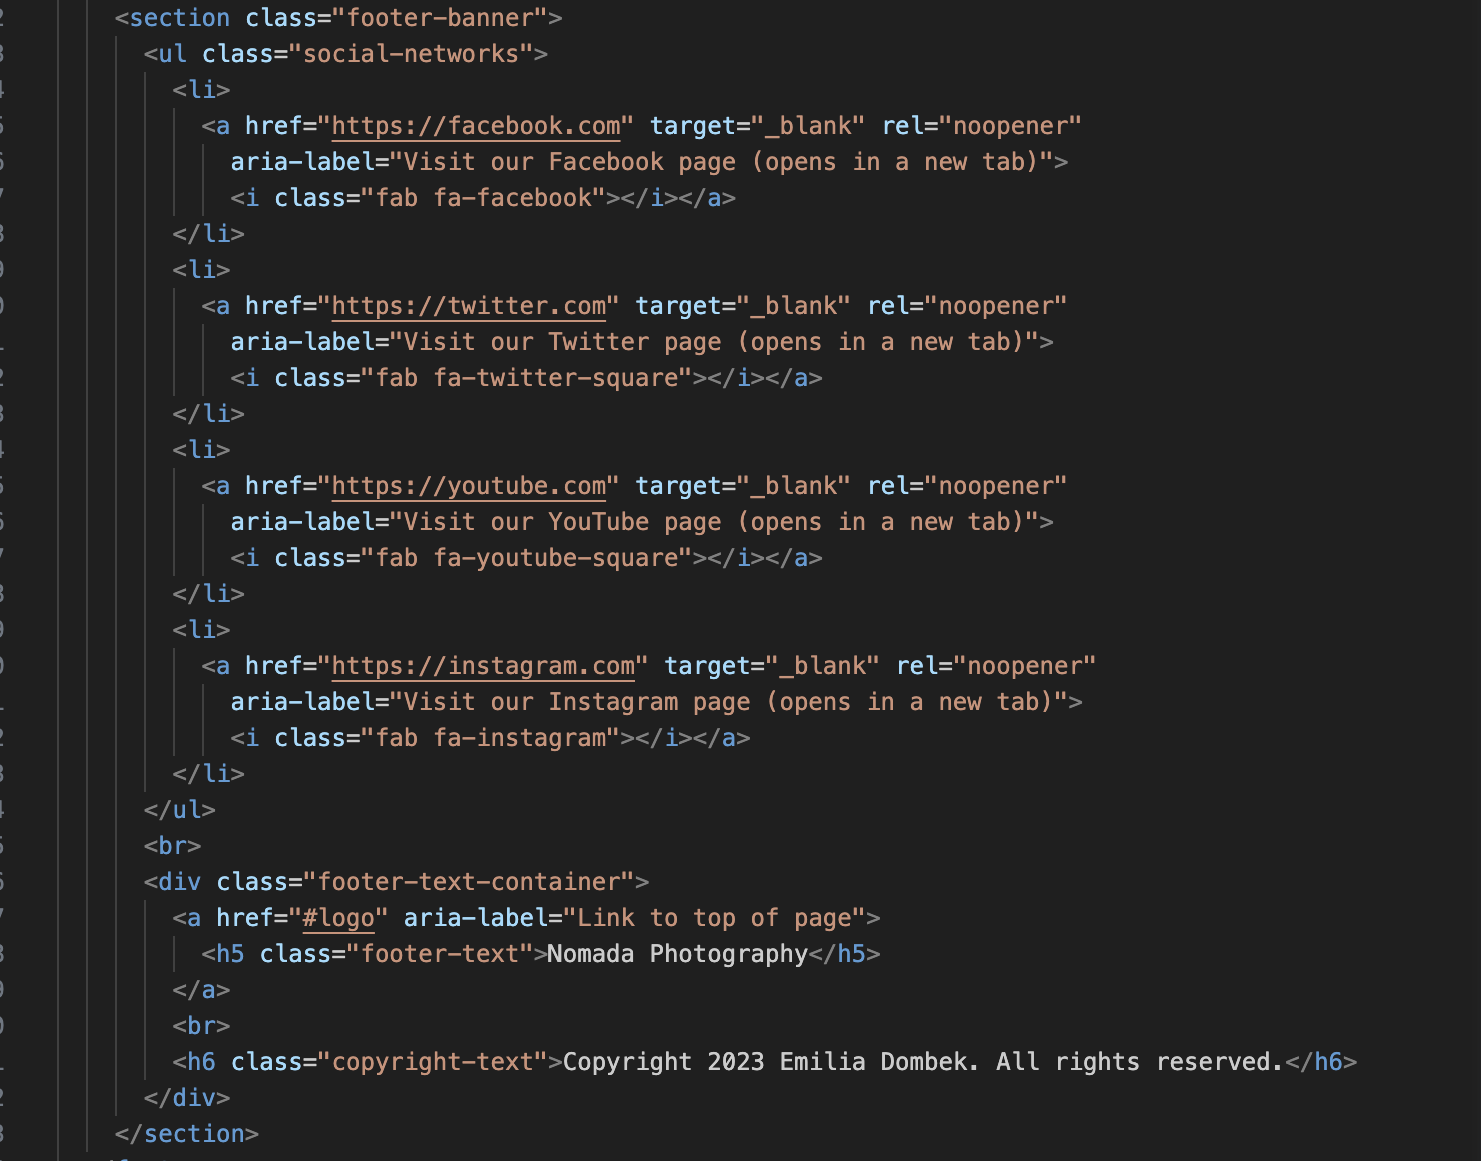 <section class="footer-banner">
<ul class="social-networks">
<li>
<a href="https://facebook.com" target="_blank" rel="noopener"
aria-label="Visit our Facebook page (opens in a new tab)">
<i class="fab fa-facebook"></i></a>
</li>
<li>
<a href="https://twitter.com" target="_blank" rel="noopener"
aria-label="Visit our Twitter page (opens in a new tab)">
<i class="fab fa-twitter-square"></i></a>
</li>
<li>
<a href="https://youtube.com" target="_blank" rel="noopener"
aria-label="Visit our YouTube page (opens in a new tab)">
<i class="fab fa-youtube-square"></i></a>
</li>
<li>
<a href="https://instagram.com" target="_blank" rel="noopener"
aria-label="Visit our Instagram page (opens in a new tab)">
<i class="fab fa-instagram"></i></a>
</li>
</ul>
<br>
<div class="footer-text-container">
<a href="#logo" aria-label="Link to top of page">
<h5 class="footer-text">Nomada Photography</h5>
</a>
<br>
<h6 class="copyright-text">Copyright 2023 Emilia Dombek. All rights reserved.</h6>
</div>
</section>